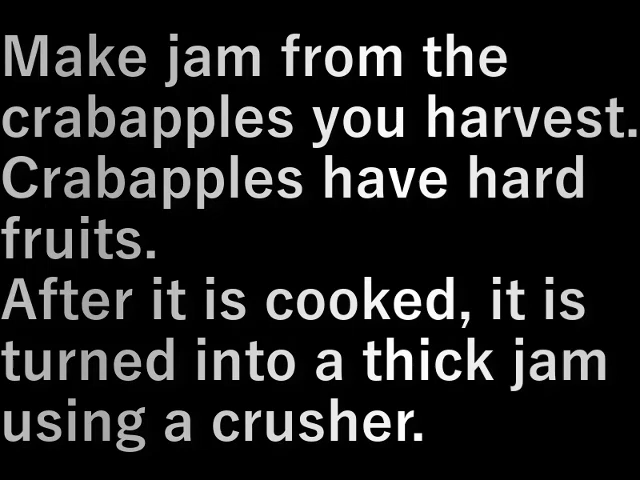 Make jam from the
crabapples you harvest.
Crabapples have hard
fruits.
After it is cooked, it is
turned into a thick jam
using a crusher.